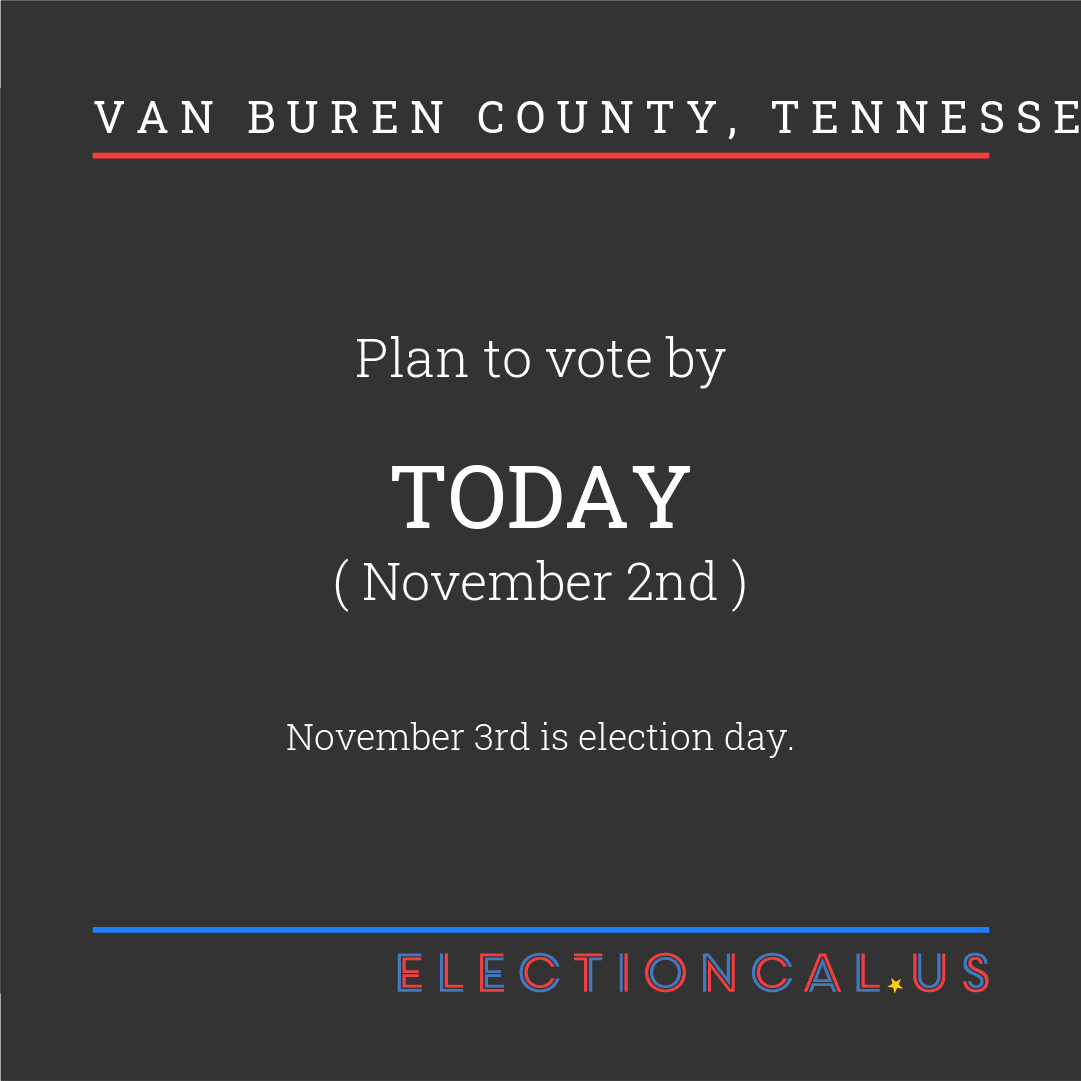 VAN BUREN COUNTY, TENNESSE
Plan to vote by
TODAY
( November 2nd )
November 3rd is election day.
ELECTIONCAL.US